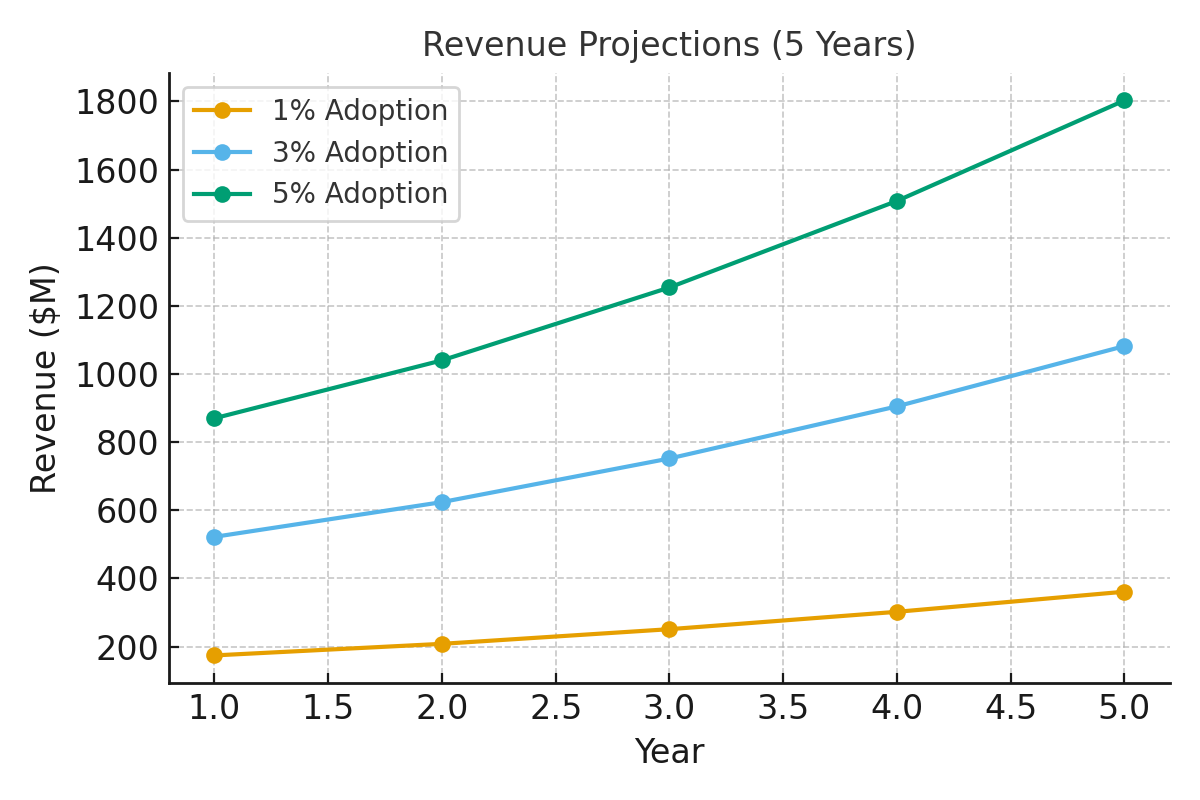 Revenue Projections (5 Years)
1% Adoption
3% Adoption
5% Adoption
Revenue ($M)
1800
1600
1400
1200
1000
800
600
400
200
1.0 1.5 2.0 2.5 3.0 3.5 4.0 4.5 5.0
Year